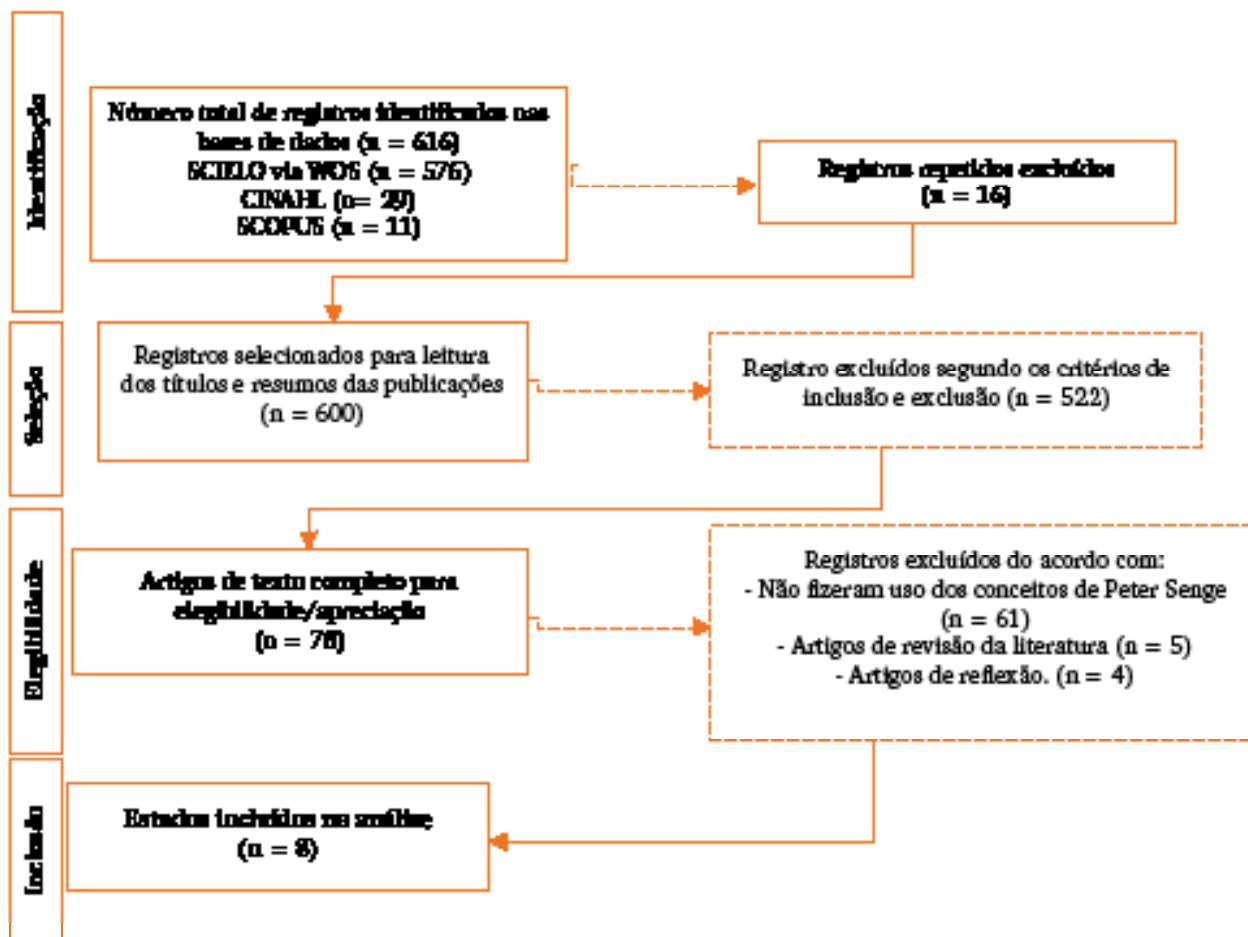 Identificação
Número total de registros identificados nas
bases de dados (n = 616)
SCIELO via WOS (n = 576)
CINAHL (n= 29)
SCOPUS (n = 11)
Registros repetidos excluídos
(n = 16)
Seleção
Registros selecionados para leitura
dos títulos e resumos das publicações
(n = 600)
Registro excluídos segundo os critérios de
inclusão e exclusão (n = 522)
Elegibilidade
Artigos de texto completo para
elegibilidade/apreciação
(n = 78)
Registros excluídos do acordo com:
- Não fizeram uso dos conceitos de Peter Senge
(n = 61)
- Artigos de revisão da literatura (n = 5)
- Artigos de reflexão. (n = 4)
Inclusão
Estudos incluídos na análise
(n = 8)